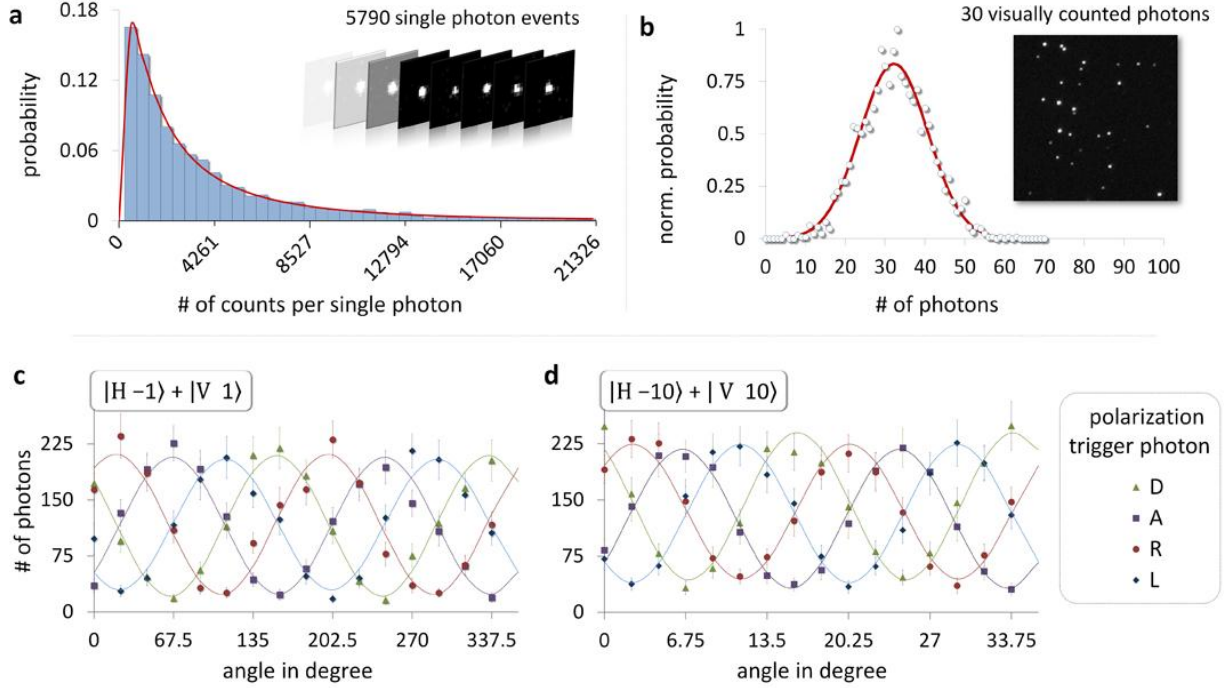 a
5790 single photon events
0.18
0.12
0.06
0
probability
0
4261
8527
12794
17060
21326
# of counts per single photon
b
30 visually counted photons
1
0.75
0.5
0.25
0
norm. probability
0 10 20 30 40 50 60 70 80 90 100
# of photons
c
|H −1⟩ + |V 1⟩
225
150
75
0
# of photons
0 67.5 135 202.5 270 337.5
angle in degree
d
|H −10⟩ + | V 10⟩
225
150
75
0
0 6.75 13.5 20.25 27 33.75
angle in degree
polarization
trigger photon
D
A
R
L